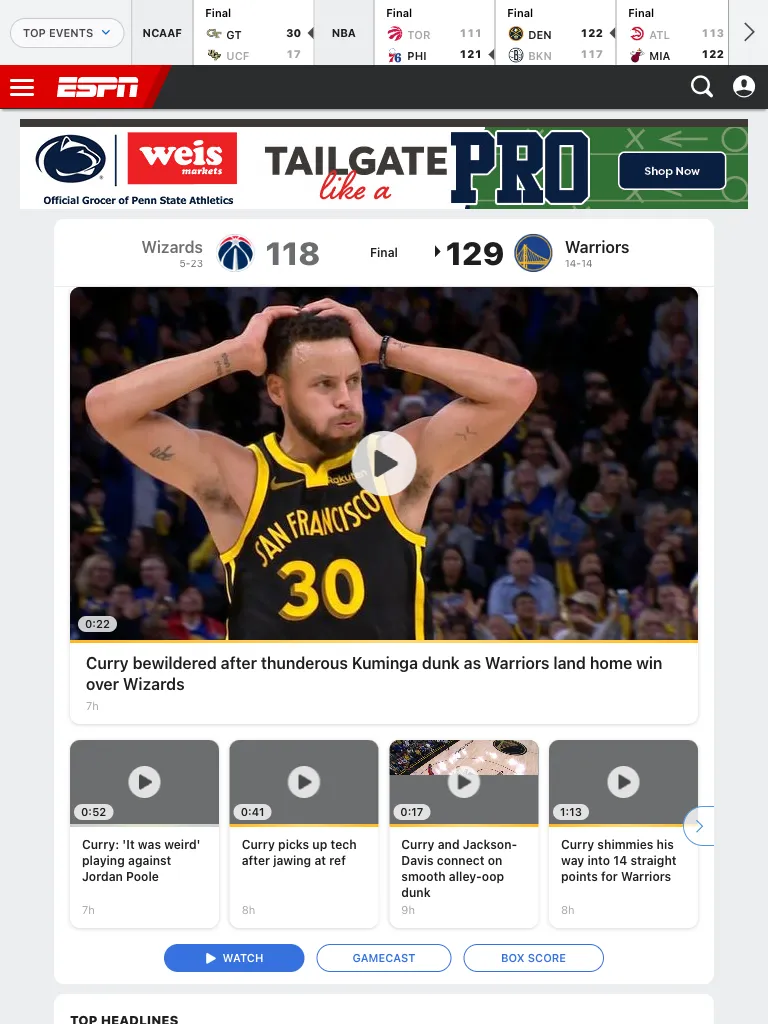 TOP EVENTS
NCAAF
Final
GT 30
UCF 17
NBA
Final
TOR 111
PHI 121
Final
DEN 122
BKN 117
Final
ATL 113
MIA 122
ESPN
weis
markets
Official Grocer of Penn State Athletics
TAILGATE
like a
PRO
Shop Now
Wizards
5-23
118
Final
129
Warriors
14-14
Rakuten
SAN FRANCISCO
30
0:22
Curry bewildered after thunderous Kuminga dunk as Warriors land home win
over Wizards
7h
0:52
Curry: 'It was weird'
playing against
Jordan Poole
7h
0:41
Curry picks up tech
after jawing at ref
8h
0:17
Curry and Jackson-
Davis connect on
smooth alley-oop
dunk
9h
1:13
Curry shimmies his
way into 14 straight
points for Warriors
8h
WATCH
GAMECAST
BOX SCORE
TOP HEADLINES